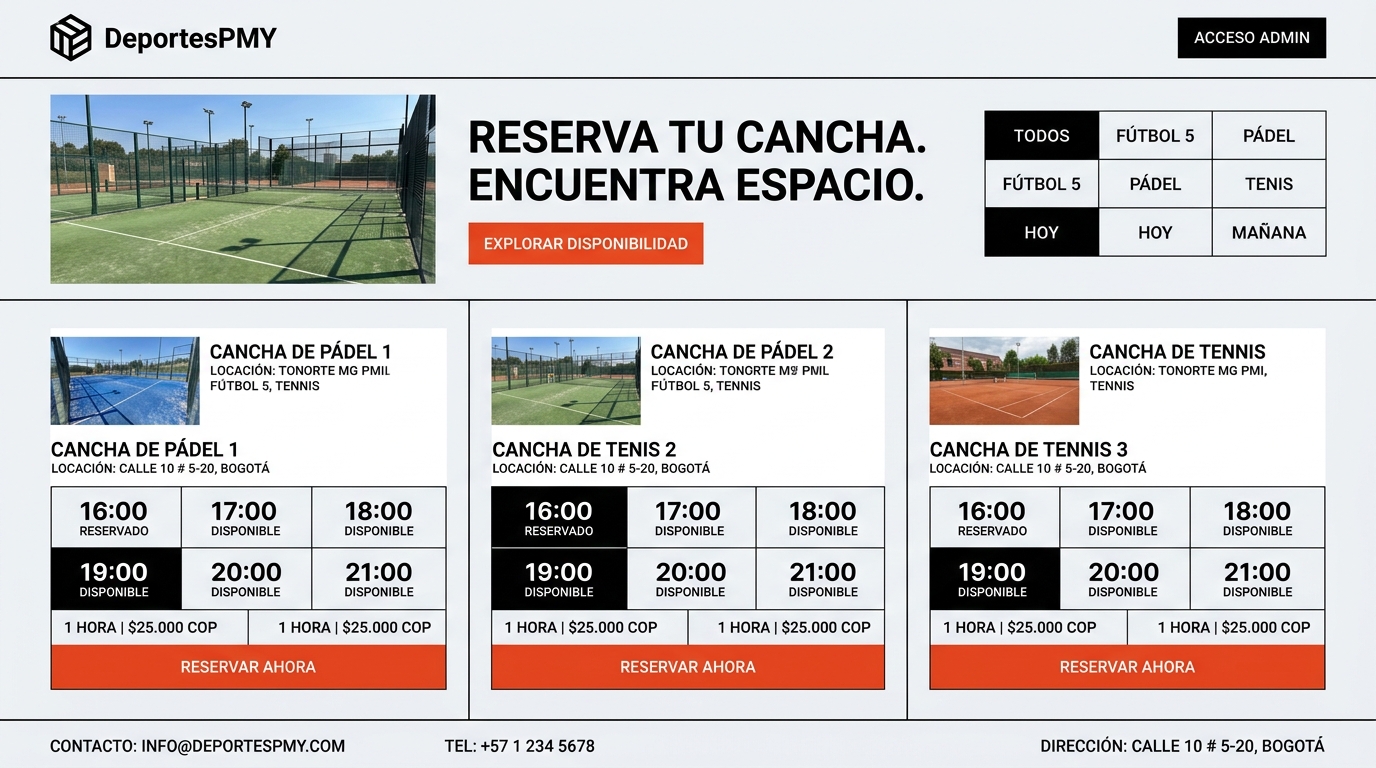 DeportesPMY
ACCESO ADMIN
RESERVA TU CANCHA.
ENCUENTRA ESPACIO.
EXPLORAR DISPONIBILIDAD
TODOS FÚTBOL 5 PÁDEL
FÚTBOL 5 PÁDEL TENIS
HOY HOY MAÑANA
CANCHA DE PÁDEL 1
LOCACIÓN: TONORTE MG PMIL
FÚTBOL 5, TENNIS
CANCHA DE PÁDEL 1
LOCACIÓN: CALLE 10 # 5-20, BOGOTÁ
16:00 17:00 18:00
RESERVADO DISPONIBLE DISPONIBLE
19:00 20:00 21:00
DISPONIBLE DISPONIBLE DISPONIBLE
1 HORA | $25.000 COP 1 HORA | $25.000 COP
RESERVAR AHORA
CANCHA DE PÁDEL 2
LOCACIÓN: TONORTE PMIL
FÚTBOL 5, TENNIS
CANCHA DE TENIS 2
LOCACIÓN: CALLE 10 # 5-20, BOGOTÁ
16:00 17:00 18:00
RESERVADO DISPONIBLE DISPONIBLE
19:00 20:00 21:00
DISPONIBLE DISPONIBLE DISPONIBLE
1 HORA | $25.000 COP 1 HORA | $25.000 COP
RESERVAR AHORA
CANCHA DE TENNIS
LOCACIÓN: TONORTE MG PMI,
TENNIS
CANCHA DE TENNIS 3
LOCACIÓN: CALLE 10 # 5-20, BOGOTÁ
16:00 17:00 18:00
RESERVADO DISPONIBLE DISPONIBLE
19:00 20:00 21:00
DISPONIBLE DISPONIBLE DISPONIBLE
1 HORA | $25.000 COP 1 HORA | $25.000 COP
RESERVAR AHORA
CONTACTO: INFO@DEPORTESPMY.COM
TEL: +57 1 234 5678
DIRECCIÓN: CALLE 10 # 5-20, BOGOTÁ